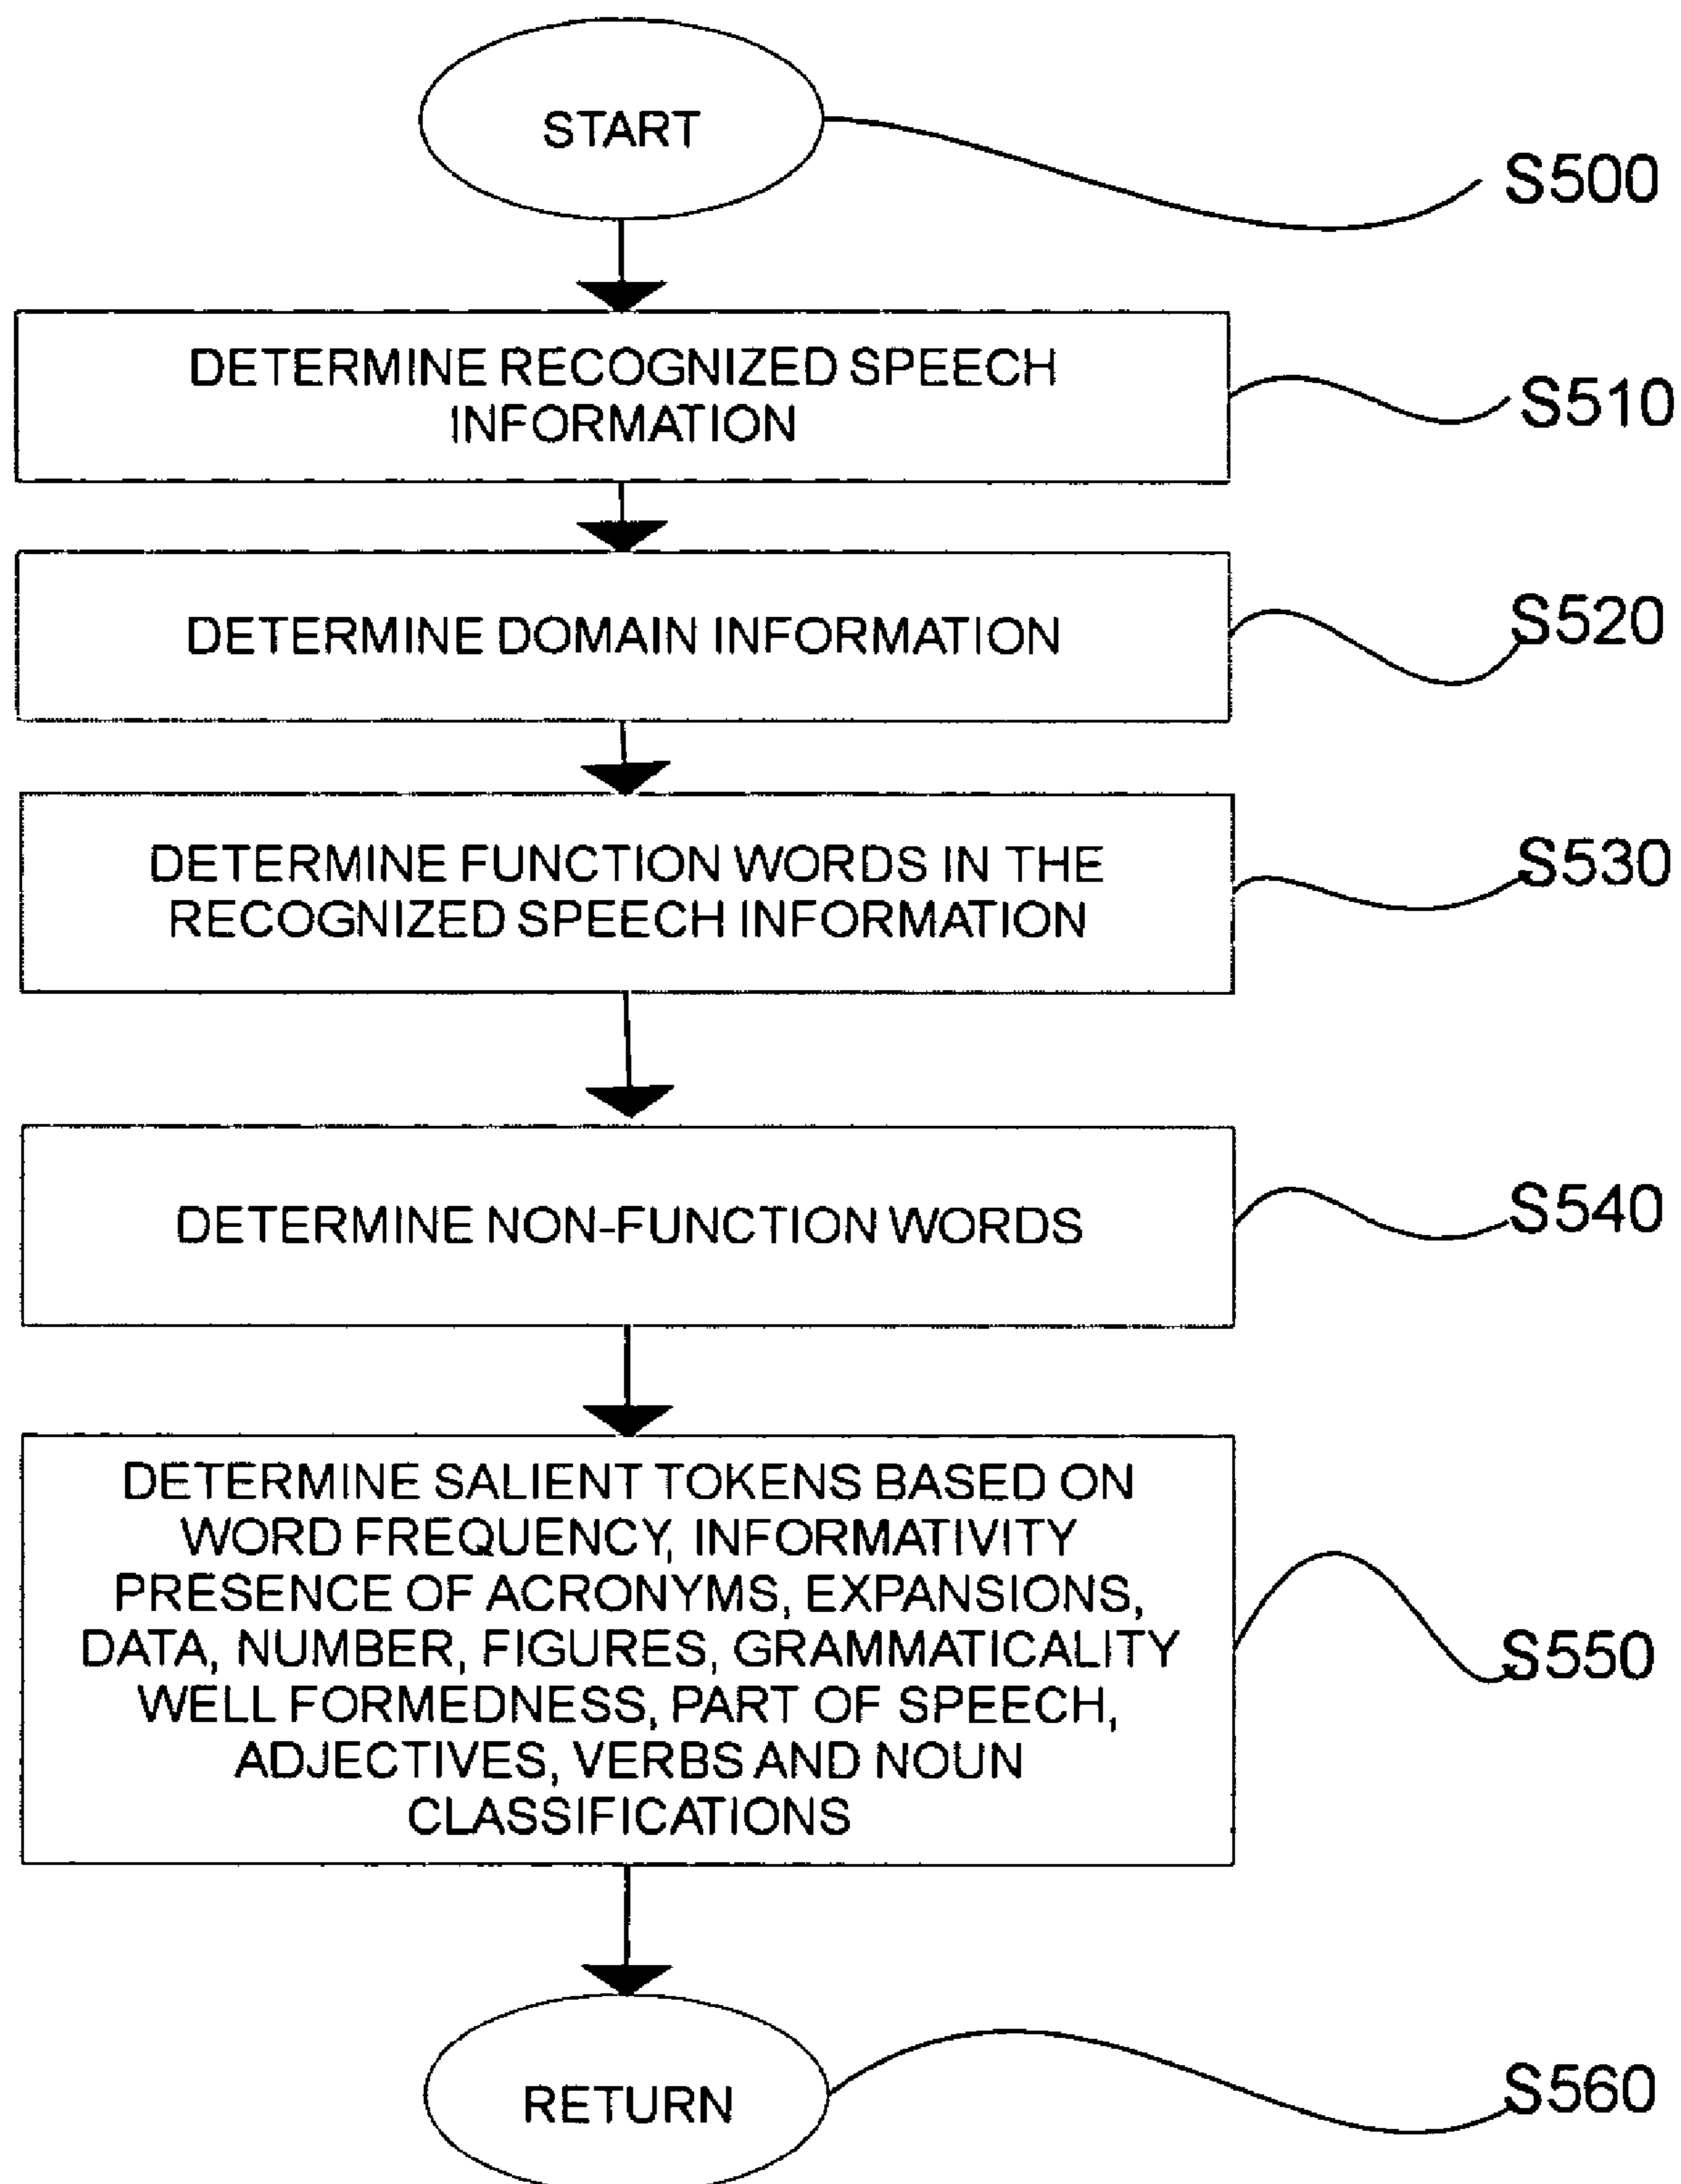 START
S500
DETERMINE RECOGNIZED SPEECH
INFORMATION
S510
DETERMINE DOMAIN INFORMATION
S520
DETERMINE FUNCTION WORDS IN THE
RECOGNIZED SPEECH INFORMATION
S530
DETERMINE NON-FUNCTION WORDS
S540
DETERMINE SALIENT TOKENS BASED ON
WORD FREQUENCY, INFORMATIVITY
PRESENCE OF ACRONYMS, EXPANSIONS,
DATA, NUMBER, FIGURES, GRAMMATICALITY
WELL FORMEDNESS, PART OF SPEECH,
ADJECTIVES, VERBS AND NOUN
CLASSIFICATIONS
S550
RETURN
S560